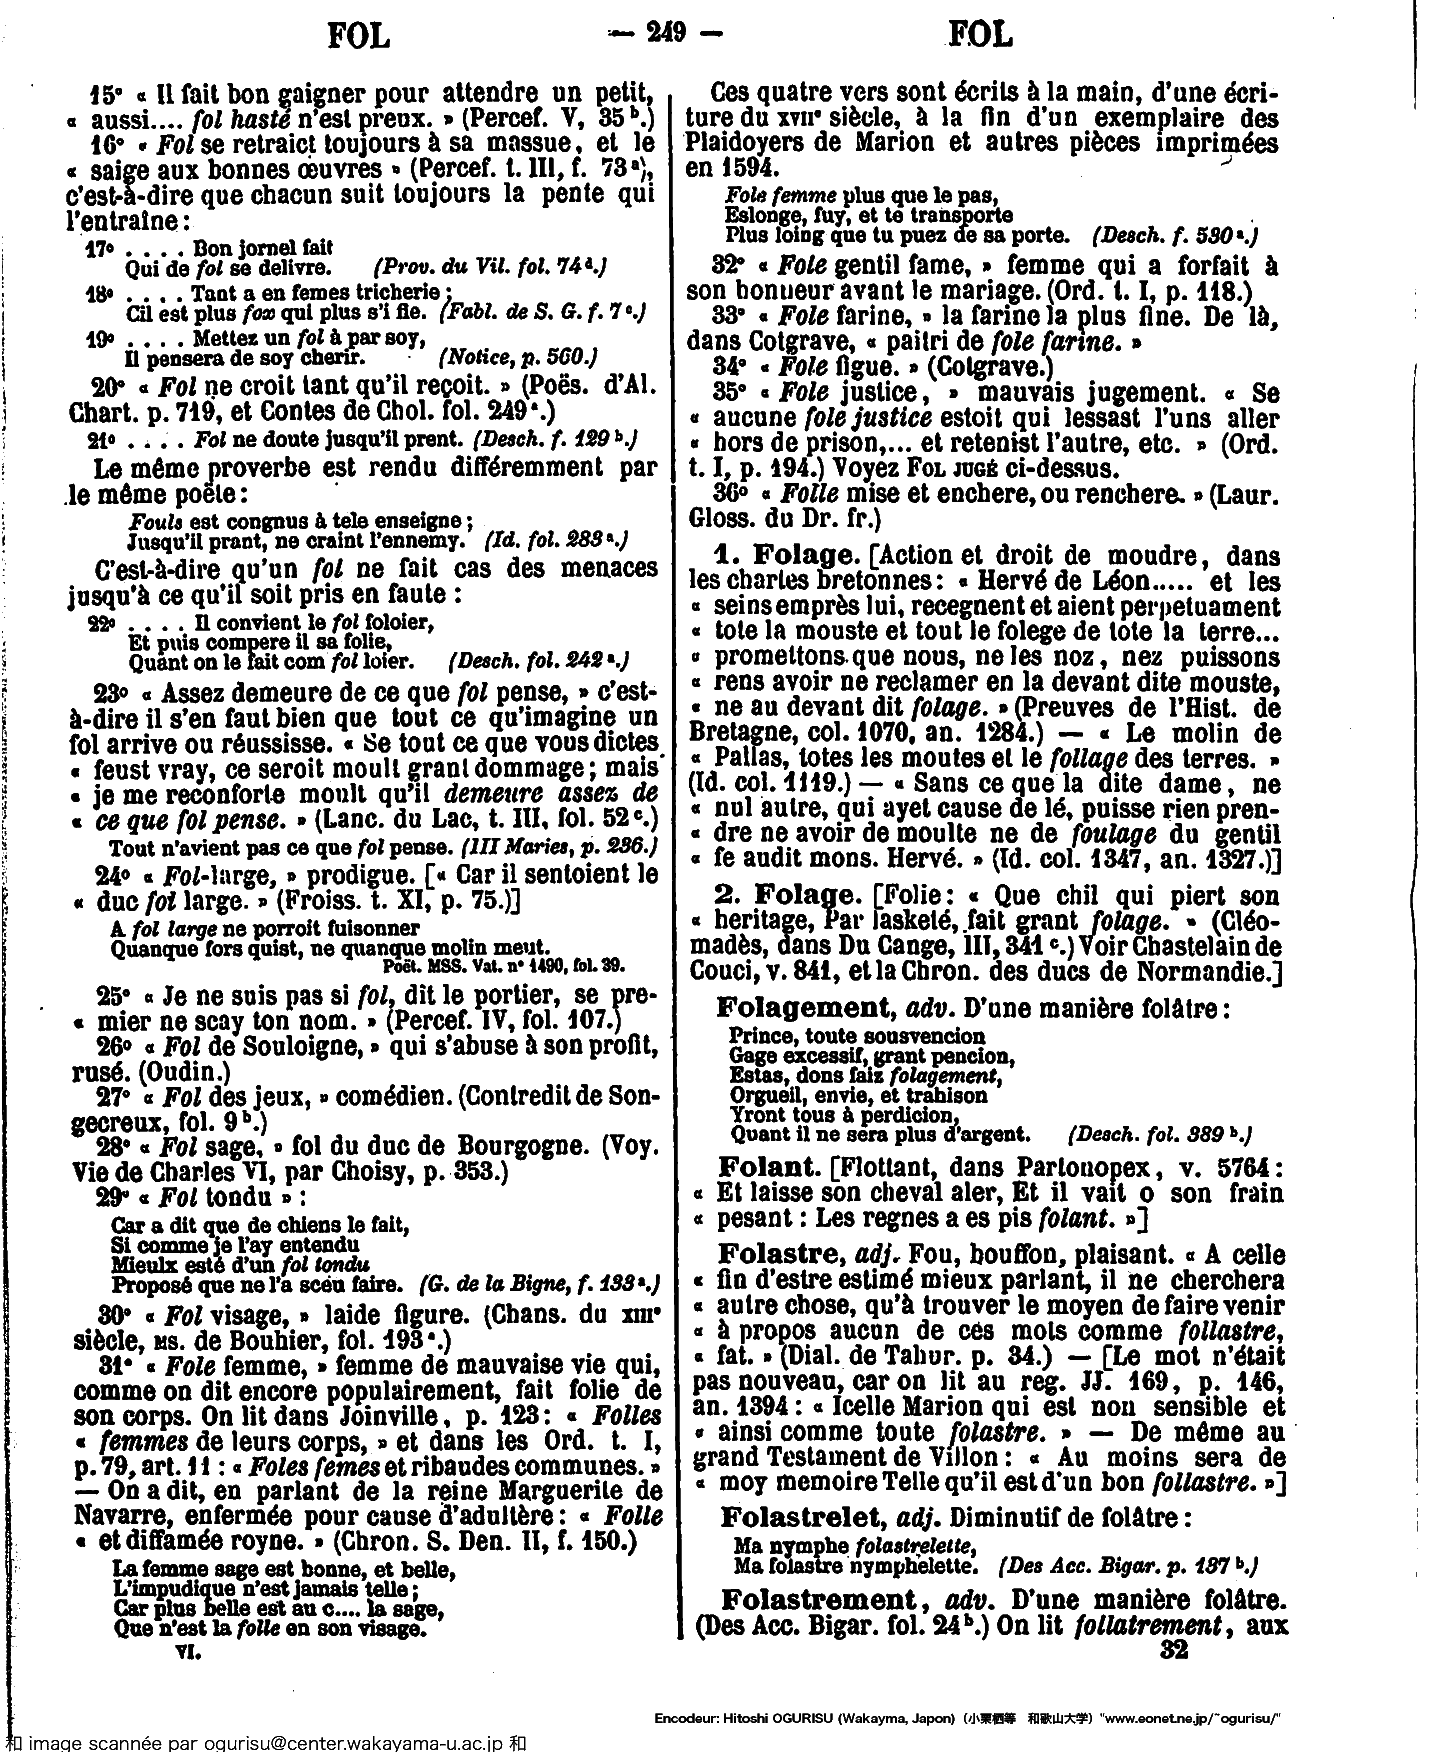 FOL — 249 — FOL
15° « Il fait bon gaigner pour attendre un petit,
« aussi.... fol hasté n'est preux. » (Percef. V, 35 b.)
16° « Fol se retraict toujours à sa massue, et le
« saige aux bonnes œuvres » (Percef. t. III, f. 73 a),
c'est-à-dire que chacun suit toujours la pente qui
l'entraîne :
17° . . . . Bon jornel fait
Qui de fol se delivre. (Prov. du Vil. fol. 74 d.)
18° . . . . Tant a en femes tricherie ;
Cil est plus fox qui plus s'i fie. (Fabl. de S. G. f. 7 c.)
19° . . . . Mettez un fol à par soy,
Il pensera de soy cherir. (Notice, p. 560.)
20° « Fol ne croit tant qu'il reçoit. » (Poës. d'Al.
Chart. p. 719, et Contes de Chol. fol. 249 a.)
21° . . . . Fol ne doute jusqu'il prent. (Desch. f. 129 b.)
Le même proverbe est rendu différemment par
le même poëte :
Fouls est congnus à tele enseigne ;
Jusqu'il prant, ne craint l'ennemy. (Id. fol. 283 a.)
C'est-à-dire qu'un fol ne fait cas des menaces
jusqu'à ce qu'il soit pris en faute :
22° . . . . Il convient le fol foloier,
Et puis compere il sa folie,
Quant on le fait com fol loier. (Desch. fol. 242 a.)
23° « Assez demeure de ce que fol pense, » c'est-
à-dire il s'en faut bien que tout ce qu'imagine un
fol arrive ou réussisse. « Se tout ce que vous dictes
« feust vray, ce seroit moult grant dommage ; mais
« je me reconforte moult qu'il demeure assez de
« ce que fol pense. » (Lanc. du Lac, t. III, fol. 52 c.)
Tout n'avient pas ce que fol pense. (III Maries, p. 236.)
24° « Fol-large, » prodigue. [« Car il sentoient le
« duc fol large. » (Froiss. t. XI, p. 75.)]
A fol large ne porroit fuisonner
Quanque fors quist, ne quanque molin meut.
Poët. MSS. Vat. n° 1490, fol. 39.
25° « Je ne suis pas si fol, dit le portier, se pre-
« mier ne scay ton nom. » (Percef. IV, fol. 107.)
26° « Fol de Souloigne, » qui s'abuse à son profit,
rusé. (Oudin.)
27° « Fol des jeux, » comédien. (Contredit de Son-
gecreux, fol. 9 b.)
28° « Fol sage, » fol du duc de Bourgogne. (Voy.
Vie de Charles VI, par Choisy, p. 353.)
29° « Fol tondu » :
Car a dit que de chiens le fait,
Si comme je l'ay entendu
Mieulx esté d'un fol tondu
Proposé que ne l'a sceu faire. (G. de la Bigne, f. 133 a.)
30° « Fol visage, » laide figure. (Chans. du XIIIe
siècle, MS. de Bouhier, fol. 193 a.)
31° « Fole femme, » femme de mauvaise vie qui,
comme on dit encore populairement, fait folie de
son corps. On lit dans Joinville, p. 123 : « Folles
« femmes de leurs corps, » et dans les Ord. t. I,
p. 79, art. 11 : « Foles femes et ribaudes communes. »
— On a dit, en parlant de la reine Marguerite de
Navarre, enfermée pour cause d'adultère : « Folle
« et diffamée royne. » (Chron. S. Den. II, f. 150.)
La femme sage est bonne, et belle,
L'impudique n'est jamais telle ;
Car plus belle est au c.... la sage,
Que n'est la folle en son visage.
VI.
Ces quatre vers sont écrits à la main, d'une écri-
ture du XVIIe siècle, à la fin d'un exemplaire des
Plaidoyers de Marion et autres pièces imprimées
en 1594.
Fole femme plus que le pas,
Eslonge, fuy, et te transporte
Plus loing que tu puez de sa porte. (Desch. f. 530 a.)
32° « Fole gentil fame, » femme qui a forfait à
son honneur avant le mariage. (Ord. t. I, p. 118.)
33° « Fole farine, » la farine la plus fine. De là,
dans Cotgrave, « paitri de fole farine. »
34° « Fole figue. » (Cotgrave.)
35° « Fole justice, » mauvais jugement. « Se
« aucune fole justice estoit qui lessast l'uns aller
« hors de prison,... et retenist l'autre, etc. » (Ord.
t. I, p. 194.) Voyez FOL JUGÉ ci-dessus.
36° « Folle mise et enchere, ou renchere. » (Laur.
Gloss. du Dr. fr.)
1. Folage. [Action et droit de moudre, dans
les chartes bretonnes : « Hervé de Léon..... et les
« seins emprès lui, recegnent et aient perpetuament
« tote la mouste et tout le folege de tote la terre...
« promettons que nous, ne les noz, nez puissons
« rens avoir ne reclamer en la devant dite mouste,
« ne au devant dit folage. » (Preuves de l'Hist. de
Bretagne, col. 1070, an. 1284.) — « Le molin de
« Pallas, totes les moutes et le follage des terres. »
(Id. col. 1119.) — « Sans ce que la dite dame, ne
« nul autre, qui ayet cause de lé, puisse rien pren-
« dre ne avoir de moulte ne de foulage du gentil
« fe audit mons. Hervé. » (Id. col. 1347, an. 1327.)]
2. Folage. [Folie : « Que chil qui piert son
« heritage, Par lasketé, fait grant folage. » (Cléo-
madès, dans Du Cange, III, 341 c.) Voir Chastelain de
Couci, v. 841, et la Chron. des ducs de Normandie.]
Folagement, adv. D'une manière folâtre :
Prince, toute sousvencion
Gage excessif, grant pencion,
Estas, dons faiz folagement,
Orgueil, envie, et trahison
Yront tous à perdicion,
Quant il ne sera plus d'argent. (Desch. fol. 389 b.)
Folant. [Flottant, dans Partonopex, v. 5764 :
« Et laisse son cheval aler, Et il vait o son frain
« pesant : Les regnes a es pis folant. »]
Folastre, adj. Fou, bouffon, plaisant. « A celle
« fin d'estre estimé mieux parlant, il ne cherchera
« autre chose, qu'à trouver le moyen de faire venir
« à propos aucun de ces mots comme follastre,
« fat. » (Dial. de Tahur. p. 34.) — [Le mot n'était
pas nouveau, car on lit au reg. JJ. 169, p. 146,
an. 1394 : « Icelle Marion qui est non sensible et
« ainsi comme toute folastre. » — De même au
grand Testament de Villon : « Au moins sera de
« moy memoire Telle qu'il est d'un bon follastre. »]
Folastrelet, adj. Diminutif de folâtre :
Ma nymphe folastrelette,
Ma folastre nymphelette. (Des Acc. Bigar. p. 137 b.)
Folastrement, adv. D'une manière folâtre.
(Des Acc. Bigar. fol. 24 b.) On lit follatrement, aux
32
Encodeur: Hitoshi OGURISU (Wakayma, Japon) (小栗栖等 和歌山大学) "www.eonet.ne.jp/~ogurisu/"
和 image scannée par ogurisu@center.wakayama-u.ac.jp 和